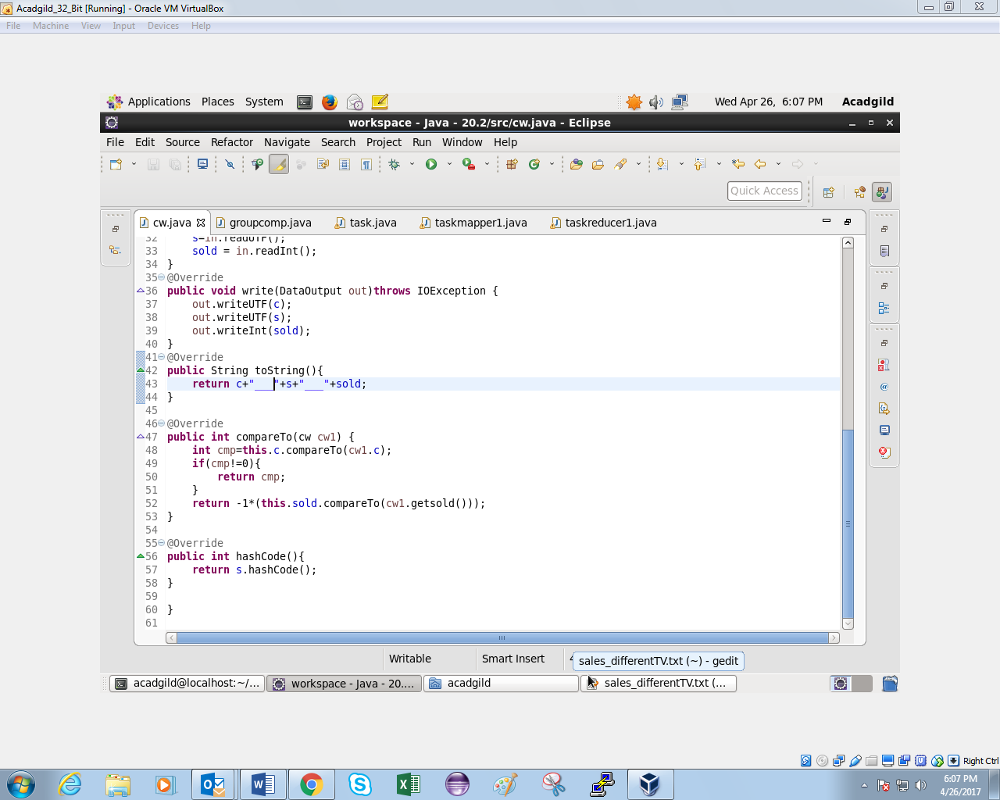 Acadgild_32_Bit [Running] - Oracle VM VirtualBox
File Machine View Input Devices Help
Applications Places System Wed Apr 26, 6:07 PM Acadgild
workspace - Java - 20.2/src/cw.java - Eclipse
File Edit Source Refactor Navigate Search Project Run Window Help
Quick Access
cw.java groupcomp.java task.java taskmapper1.java taskreducer1.java
32 s=in.readUTF();
33 sold = in.readInt();
34 }
35 @Override
36 public void write(DataOutput out)throws IOException {
37 out.writeUTF(c);
38 out.writeUTF(s);
39 out.writeInt(sold);
40 }
41 @Override
42 public String toString(){
43 return c+"___"+s+"___"+sold;
44 }
45
46 @Override
47 public int compareTo(cw cw1) {
48 int cmp=this.c.compareTo(cw1.c);
49 if(cmp!=0){
50 return cmp;
51 }
52 return -1*(this.sold.compareTo(cw1.getsold()));
53 }
54
55 @Override
56 public int hashCode(){
57 return s.hashCode();
58 }
59
60 }
61
Writable Smart Insert
sales_differentTV.txt (~) - gedit
acadgild@localhost:~/... workspace - Java - 20.... acadgild sales_differentTV.txt (...
Right Ctrl
6:07 PM
4/26/2017